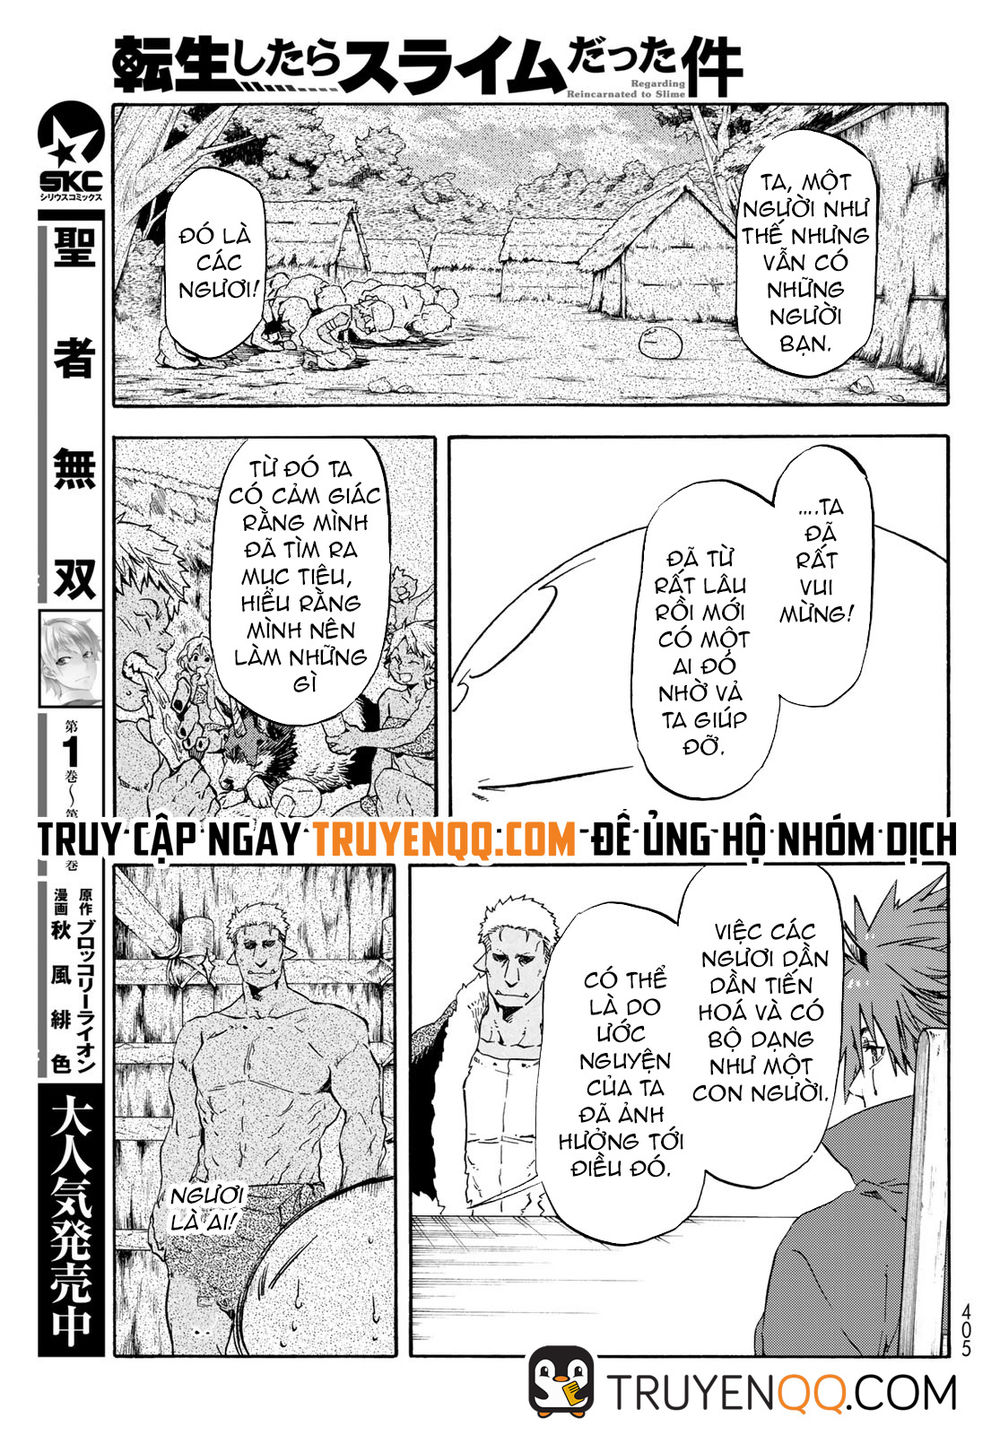 転生したらスライムだった件
Regarding
Reincarnated to Slime
SKC
シリウスコミックス
聖者無双
第
1
巻〜第
巻
原作 ブロッコリーライオン
漫画 秋風緋色
大人気発売中
TA, MỘT
NGƯỜI NHƯ
THẾ NHƯNG
VẪN CÓ
NHỮNG
NGƯỜI
BẠN.
ĐÓ LÀ
CÁC
NGƯƠI!
....TA
ĐÃ
RẤT
VUI
MỪNG!
ĐÃ TỪ
RẤT LÂU
RỒI MỚI
CÓ MỘT
AI ĐÓ
NHỜ VẢ
TA GIÚP
ĐỠ.
TỪ ĐÓ TA
CÓ CẢM GIÁC
RẰNG MÌNH
ĐÃ TÌM RA
MỤC TIÊU,
HIỂU RẰNG
MÌNH NÊN
LÀM NHỮNG
GÌ
TRUY CẬP NGAY TRUYENQQ.COM ĐỂ ỦNG HỘ NHÓM DỊCH
VIỆC CÁC
NGƯƠI DẦN
DẦN TIẾN
HOÁ VÀ CÓ
BỘ DẠNG
NHƯ MỘT
CON NGƯỜI.
CÓ THỂ
LÀ DO
ƯỚC
NGUYỆN
CỦA TA
ĐÃ ẢNH
HƯỞNG TỚI
ĐIỀU ĐÓ.
NGƯƠI
LÀ AI!
405
TRUYENQQ.COM